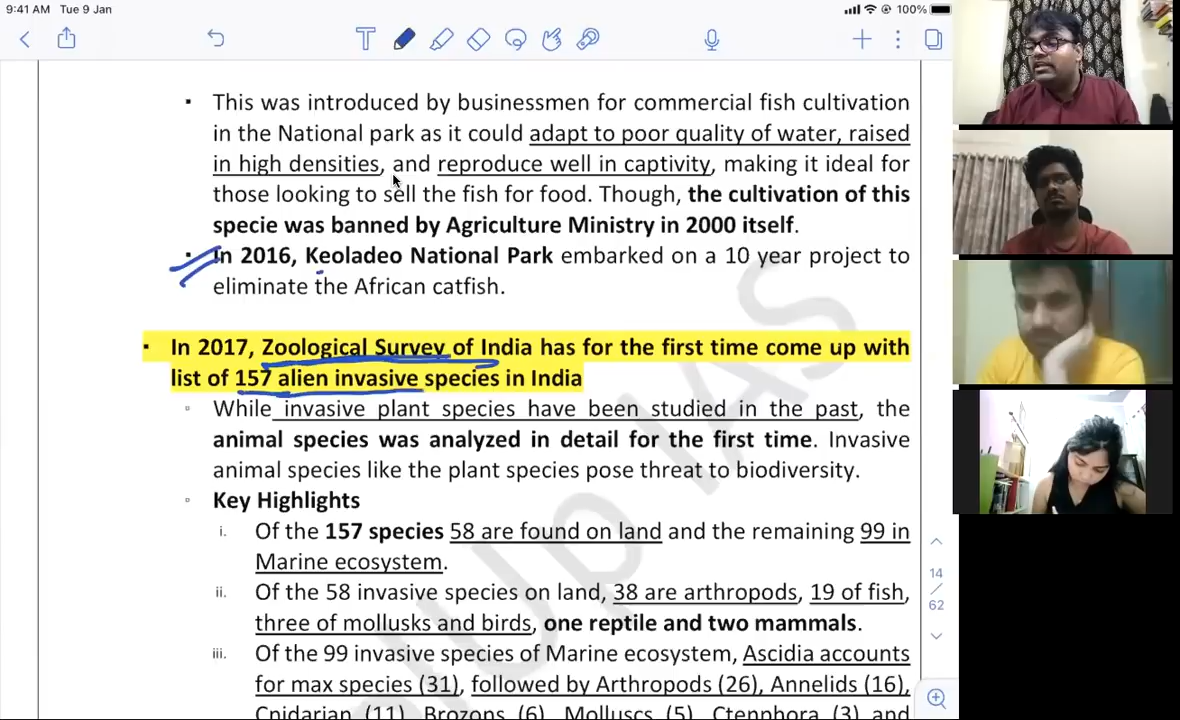 9:41 AM Tue 9 Jan
100%
This was introduced by businessmen for commercial fish cultivation
in the National park as it could adapt to poor quality of water, raised
in high densities, and reproduce well in captivity, making it ideal for
those looking to sell the fish for food. Though, the cultivation of this
specie was banned by Agriculture Ministry in 2000 itself.
In 2016, Keoladeo National Park embarked on a 10 year project to
eliminate the African catfish.
In 2017, Zoological Survey of India has for the first time come up with
list of 157 alien invasive species in India
While invasive plant species have been studied in the past, the
animal species was analyzed in detail for the first time. Invasive
animal species like the plant species pose threat to biodiversity.
Key Highlights
i. Of the 157 species 58 are found on land and the remaining 99 in
Marine ecosystem.
ii. Of the 58 invasive species on land, 38 are arthropods, 19 of fish,
three of mollusks and birds, one reptile and two mammals.
iii. Of the 99 invasive species of Marine ecosystem, Ascidia accounts
for max species (31), followed by Arthropods (26), Annelids (16),
Cnidarian (11), Brozons (6), Molluscs (5), Ctenphora (3) and
14
/
62